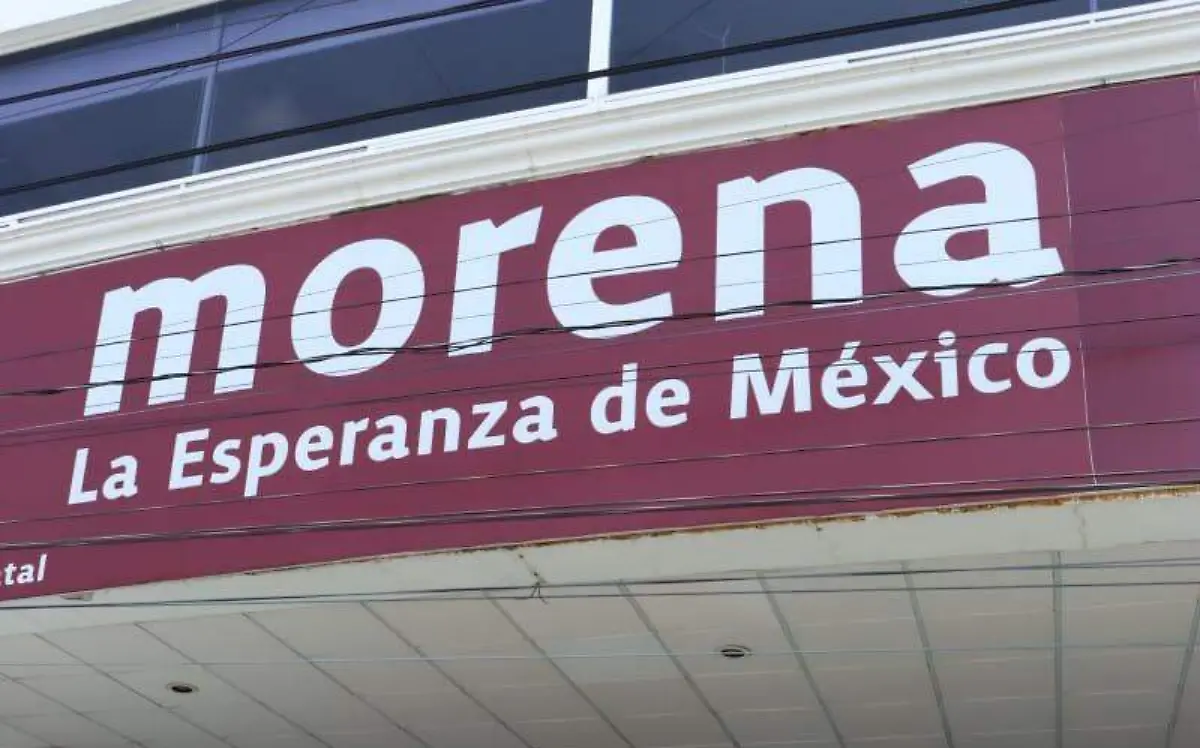 morena
La Esperanza de México